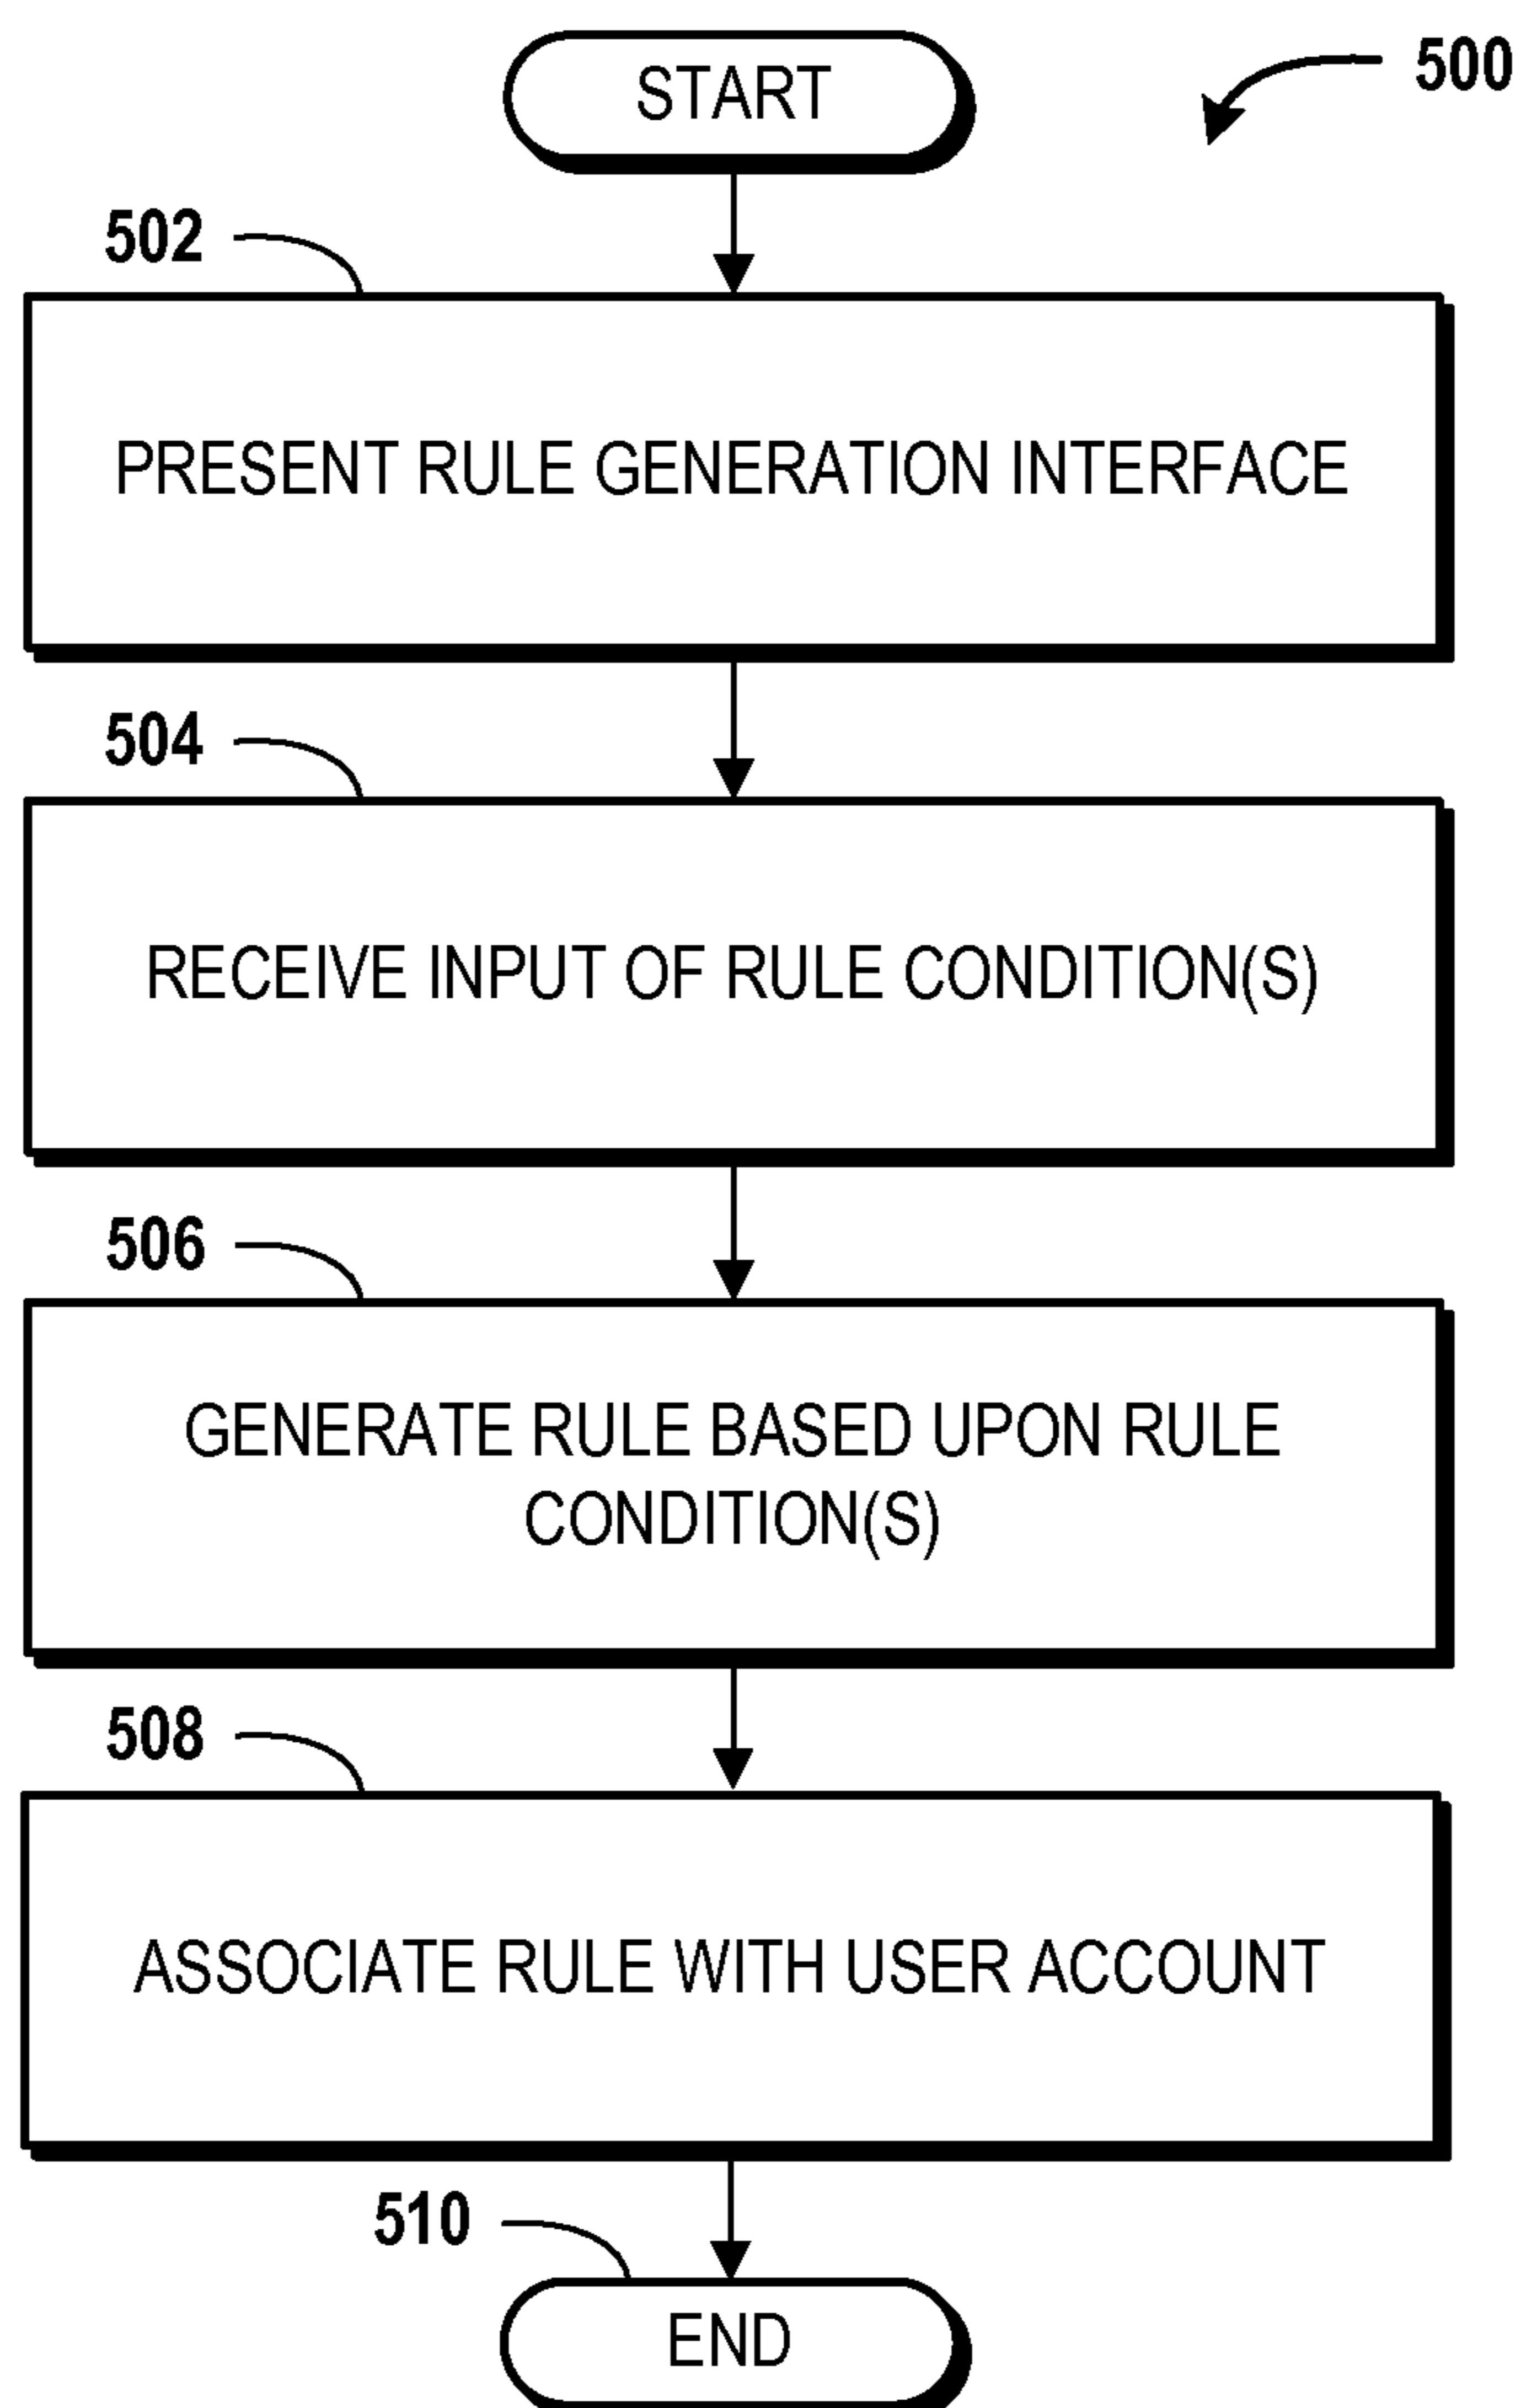 START
500
502
PRESENT RULE GENERATION INTERFACE
504
RECEIVE INPUT OF RULE CONDITION(S)
506
GENERATE RULE BASED UPON RULE
CONDITION(S)
508
ASSOCIATE RULE WITH USER ACCOUNT
510
END